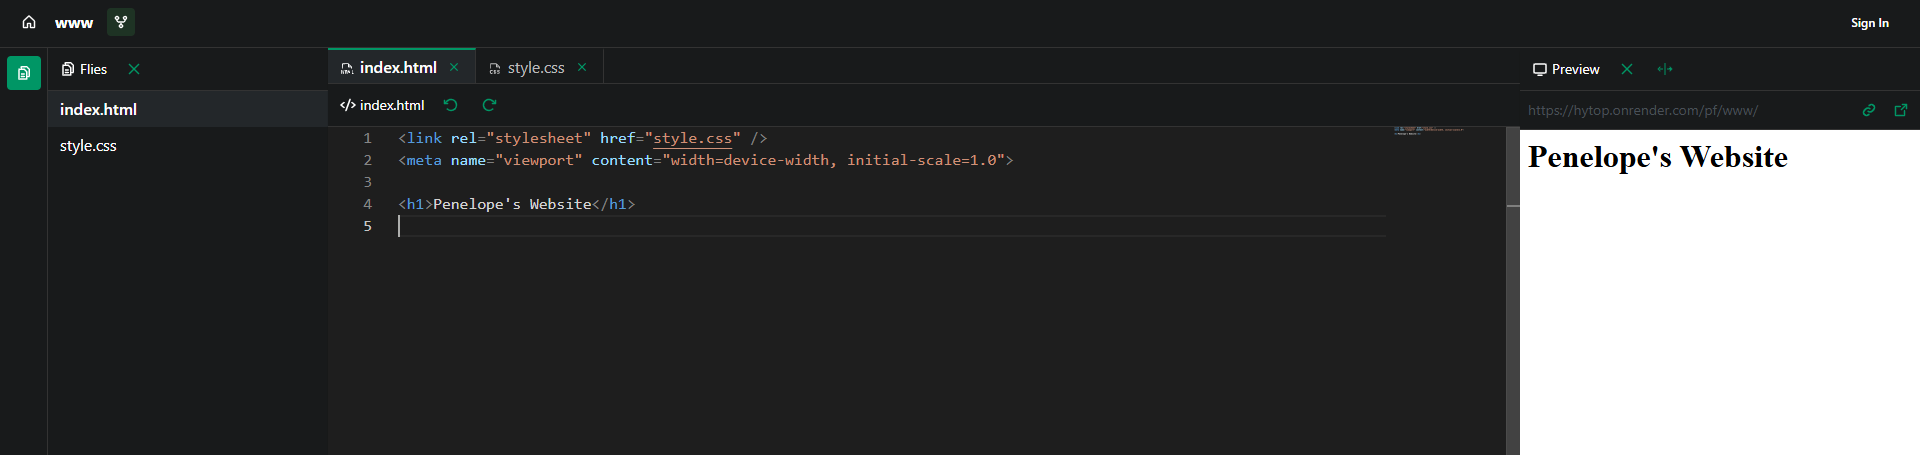 www
Sign In
Flies
index.html
style.css
index.html
style.css
index.html
1 <link rel="stylesheet" href="style.css" />
2 <meta name="viewport" content="width=device-width, initial-scale=1.0">
3
4 <h1>Penelope's Website</h1>
5
Preview
https://hytop.onrender.com/pf/www/
Penelope's Website